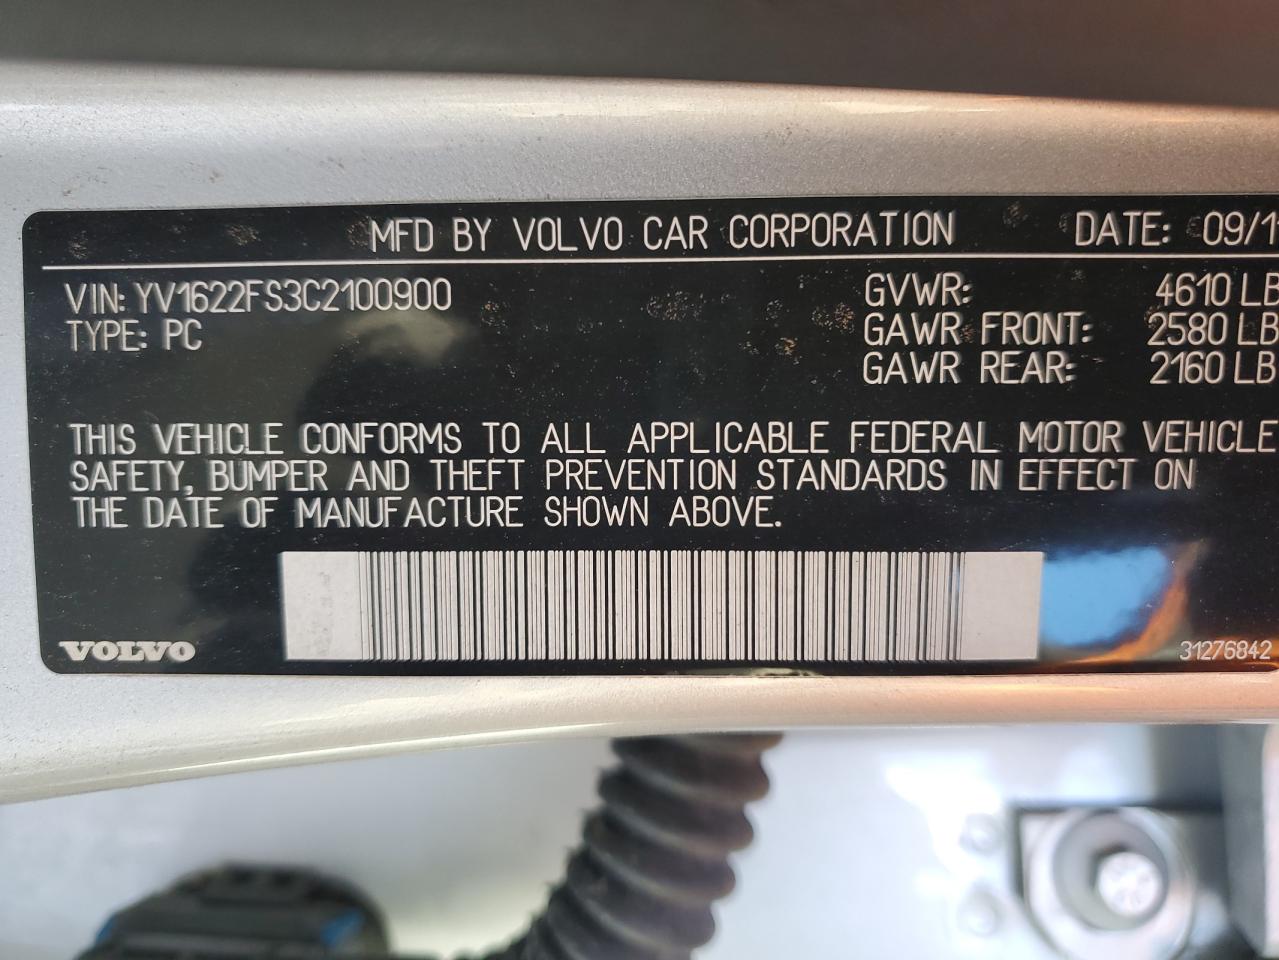 MFD BY VOLVO CAR CORPORATION DATE: 09/1
VIN: YV1622FS3C2100900 GVWR: 4610 LB
TYPE: PC GAWR FRONT: 2580 LB
GAWR REAR: 2160 LB
THIS VEHICLE CONFORMS TO ALL APPLICABLE FEDERAL MOTOR VEHICLE
SAFETY, BUMPER AND THEFT PREVENTION STANDARDS IN EFFECT ON
THE DATE OF MANUFACTURE SHOWN ABOVE.
VOLVO 31276842